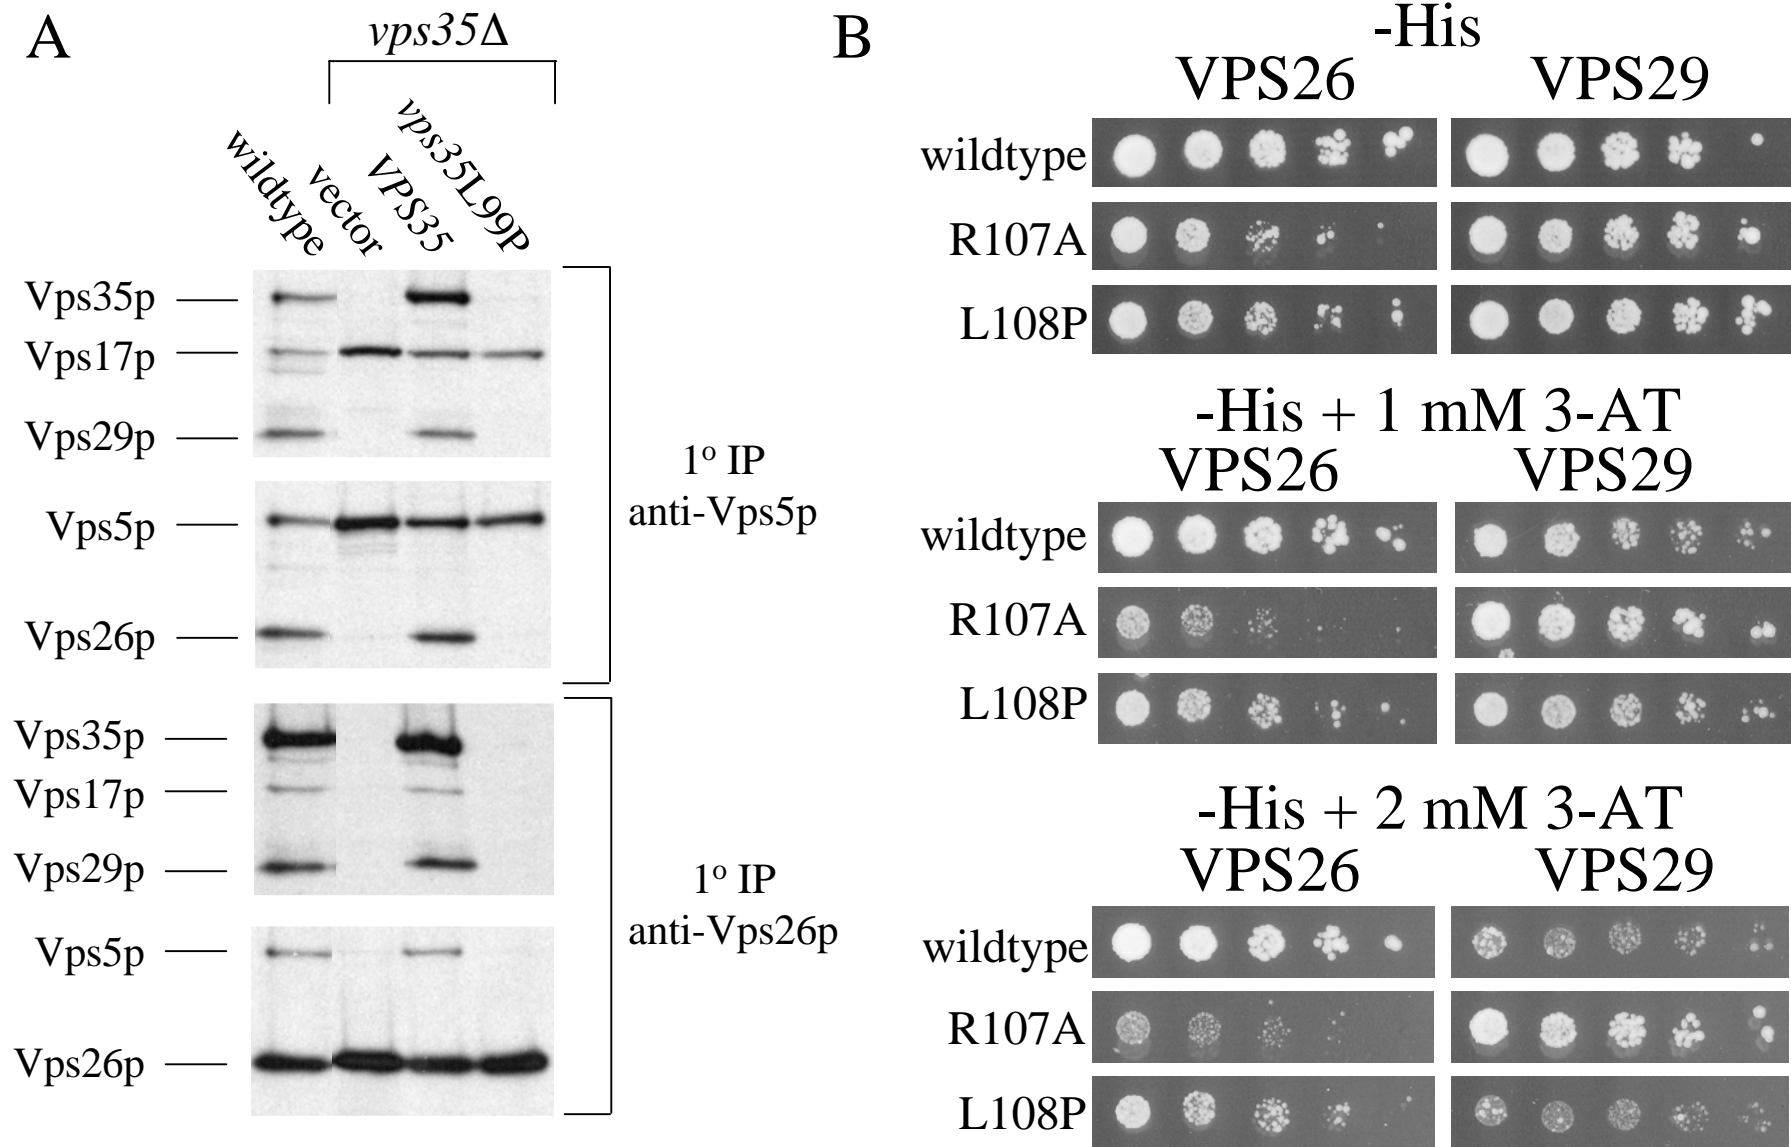 A
vps35Δ
wildtype
vector
VPS35
vps35L99P
Vps35p
Vps17p
Vps29p
Vps5p
Vps26p
1o IP
anti-Vps5p
Vps35p
Vps17p
Vps29p
Vps5p
Vps26p
1o IP
anti-Vps26p
B
-His
VPS26 VPS29
wildtype
R107A
L108P
-His + 1 mM 3-AT
VPS26 VPS29
wildtype
R107A
L108P
-His + 2 mM 3-AT
VPS26 VPS29
wildtype
R107A
L108P